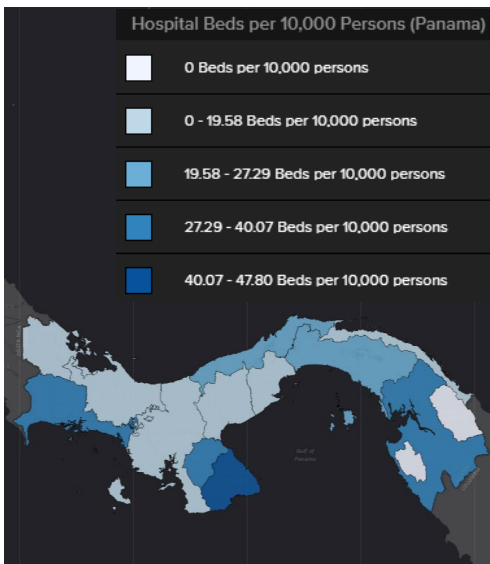 Hospital Beds per 10,000 Persons (Panama)
0 Beds per 10,000 persons
0 - 19.58 Beds per 10,000 persons
19.58 - 27.29 Beds per 10,000 persons
27.29 - 40.07 Beds per 10,000 persons
40.07 - 47.80 Beds per 10,000 persons
Gulf of
Panama